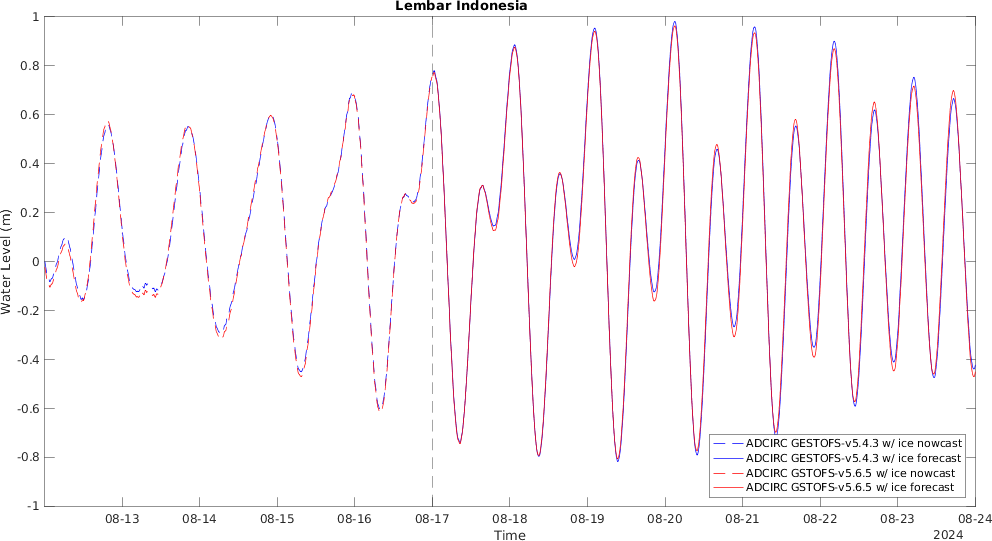 Lembar Indonesia
1
0.8
0.6
0.4
0.2
0
-0.2
-0.4
-0.6
-0.8
-1
Water Level (m)
ADCIRC GESTOFS-v5.4.3 w/ ice nowcast
ADCIRC GESTOFS-v5.4.3 w/ ice forecast
ADCIRC GSTOFS-v5.6.5 w/ ice nowcast
ADCIRC GSTOFS-v5.6.5 w/ ice forecast
08-13 08-14 08-15 08-16 08-17 08-18 08-19 08-20 08-21 08-22 08-23 08-24
Time
2024